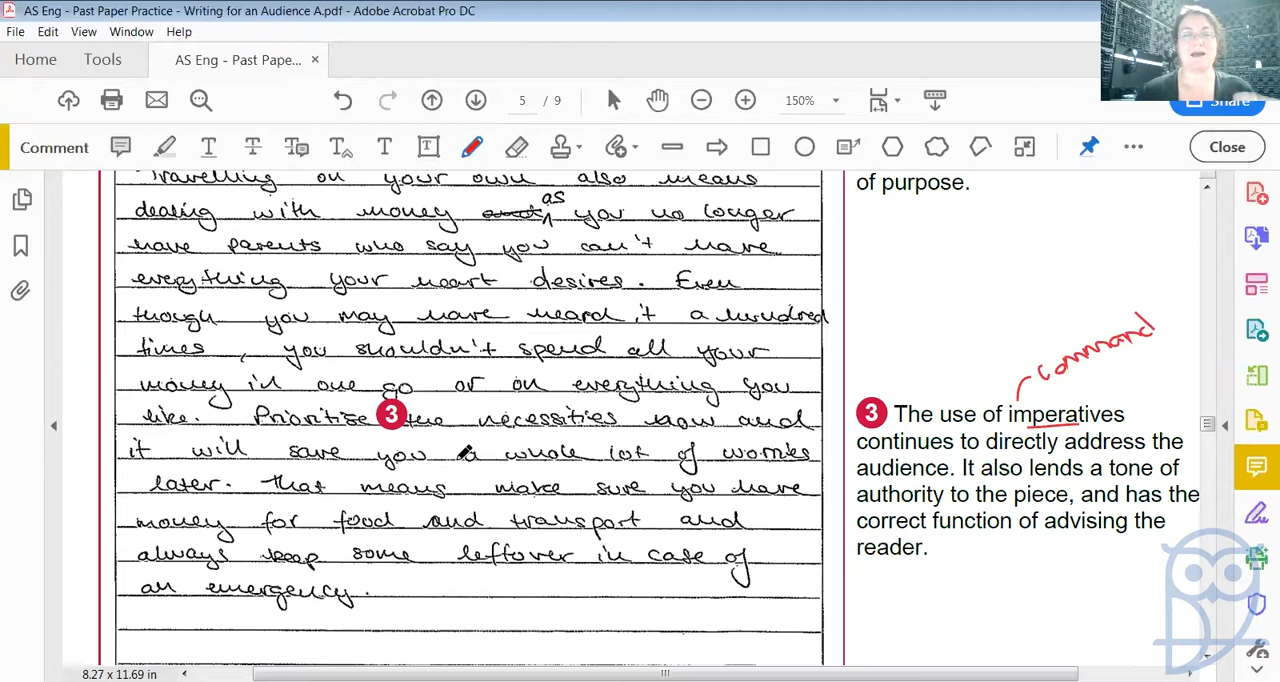 AS Eng - Past Paper Practice - Writing for an Audience A.pdf - Adobe Acrobat Pro DC
File Edit View Window Help
Home Tools AS Eng - Past Pape... ×
5 / 9 150% Share
Comment Close
Travelling on your own also means
dealing with money as you no longer
have parents who say you can't have
everything your heart desires. Even
though you may have heard it a hundred
times, you shouldn't spend all your
money in one go or on everything you
like. Prioritise 3 the necessities now and
it will save you a whole lot of worries
later. That means make sure you have
money for food and transport and
always keep some leftover in case of
an emergency.
of purpose.
command
3 The use of imperatives
continues to directly address the
audience. It also lends a tone of
authority to the piece, and has the
correct function of advising the
reader.
8.27 x 11.69 in